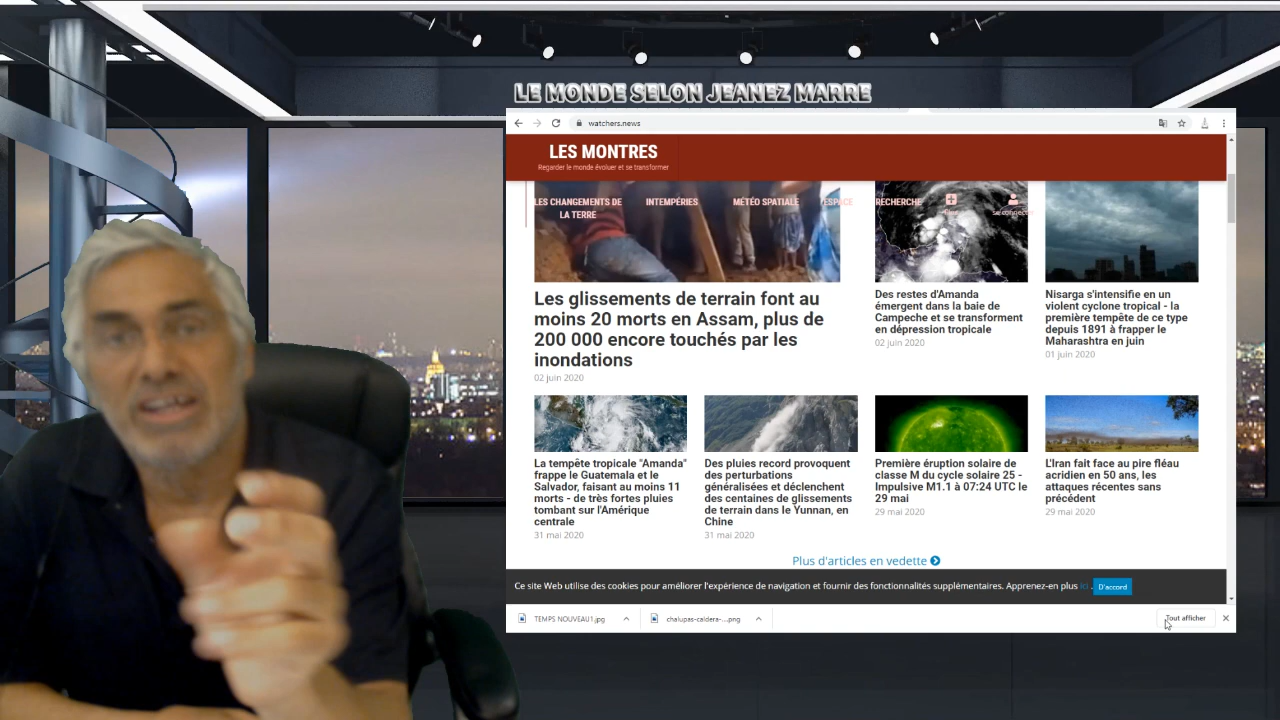 LE MONDE SELON JEANEZ MARRE
watchers.news
LES MONTRES
Regarder le monde évoluer et se transformer
LES CHANGEMENTS DE
LA TERRE
INTEMPÉRIES
MÉTÉO SPATIALE
ESPACE
RECHERCHE
Plus
se connecter
Les glissements de terrain font au
moins 20 morts en Assam, plus de
200 000 encore touchés par les
inondations
02 juin 2020
Des restes d'Amanda
émergent dans la baie de
Campeche et se transforment
en dépression tropicale
02 juin 2020
Nisarga s'intensifie en un
violent cyclone tropical - la
première tempête de ce type
depuis 1891 à frapper le
Maharashtra en juin
01 juin 2020
La tempête tropicale "Amanda"
frappe le Guatemala et le
Salvador, faisant au moins 11
morts - de très fortes pluies
tombant sur l'Amérique
centrale
31 mai 2020
Des pluies record provoquent
des perturbations
généralisées et déclenchent
des centaines de glissements
de terrain dans le Yunnan, en
Chine
31 mai 2020
Première éruption solaire de
classe M du cycle solaire 25 -
Impulsive M1.1 à 07:24 UTC le
29 mai
29 mai 2020
L'Iran fait face au pire fléau
acridien en 50 ans, les
attaques récentes sans
précédent
29 mai 2020
Plus d'articles en vedette
Ce site Web utilise des cookies pour améliorer l'expérience de navigation et fournir des fonctionnalités supplémentaires. Apprenez-en plus ici . D'accord
TEMPS NOUVEAU1.jpg
chalupas-caldera-....png
Tout afficher